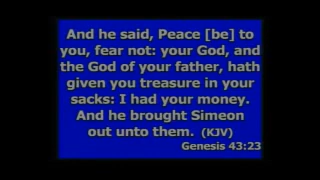 And he said, Peace [be] to
you, fear not: your God, and
the God of your father, hath
given you treasure in your
sacks: I had your money.
And he brought Simeon
out unto them. (KJV)
Genesis 43:23